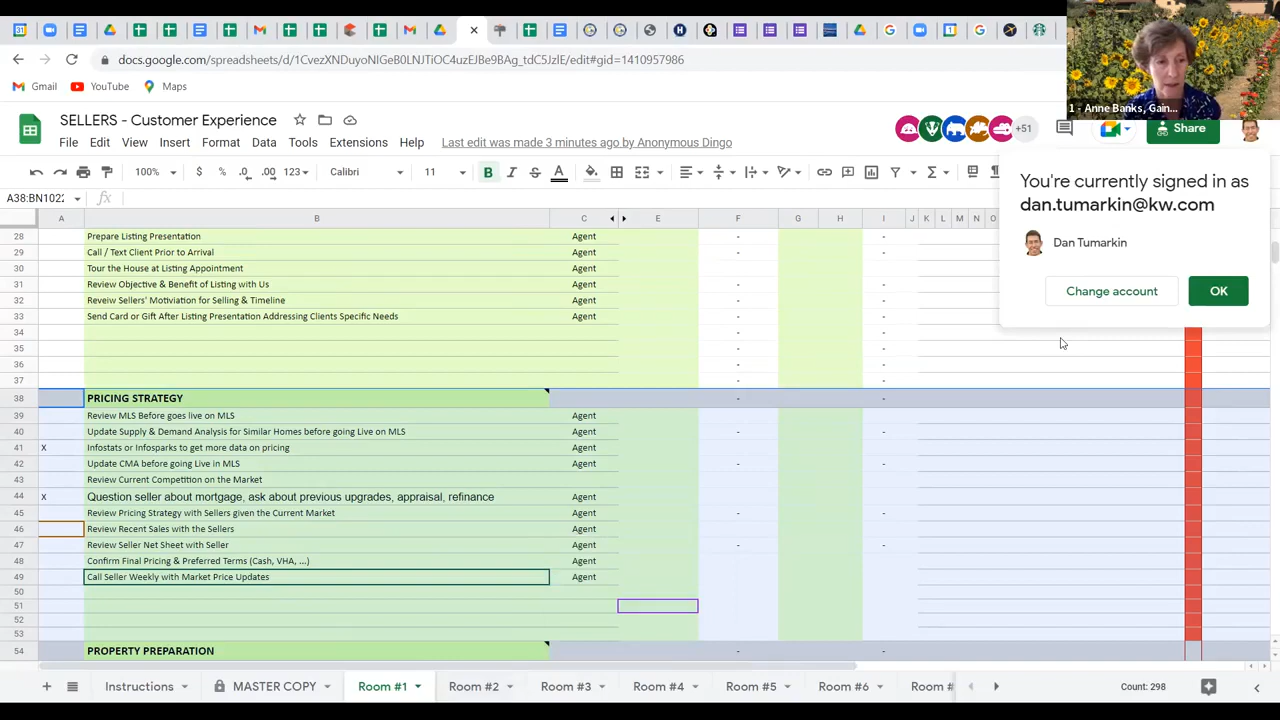 docs.google.com/spreadsheets/d/1CvezXNDuyoNIGeB0LNJTiOC4uzEJBe9BAg_tdC5JzlE/edit#gid=1410957986
Gmail YouTube Maps
1 - Anne Banks, Gain...
SELLERS - Customer Experience
+51
Share
File Edit View Insert Format Data Tools Extensions Help Last edit was made 3 minutes ago by Anonymous Dingo
You're currently signed in as
dan.tumarkin@kw.com
Dan Tumarkin
Change account OK
100% $ % .0 .00 123 Calibri 11 B I S A
A38:BN1022 fx
A B C E F G H I J K L M N O
28 Prepare Listing Presentation Agent - -
29 Call / Text Client Prior to Arrival Agent - -
30 Tour the House at Listing Appointment Agent - -
31 Review Objective & Benefit of Listing with Us Agent - -
32 Reveiw Sellers' Motiviation for Selling & Timeline Agent - -
33 Send Card or Gift After Listing Presentation Addressing Clients Specific Needs Agent - -
34 - -
35 - -
36 - -
37 - -
38 PRICING STRATEGY - -
39 Review MLS Before goes live on MLS Agent
40 Update Supply & Demand Analysis for Similar Homes before going Live on MLS Agent - -
41 X Infostats or Infosparks to get more data on pricing Agent
42 Update CMA before going Live in MLS Agent - -
43 Review Current Competition on the Market Agent
44 X Question seller about mortgage, ask about previous upgrades, appraisal, refinance Agent
45 Review Pricing Strategy with Sellers given the Current Market Agent - -
46 Review Recent Sales with the Sellers Agent
47 Review Seller Net Sheet with Seller Agent - -
48 Confirm Final Pricing & Preferred Terms (Cash, VHA, ...) Agent
49 Call Seller Weekly with Market Price Updates Agent
50
51
52
53
54 PROPERTY PREPARATION - -
Instructions MASTER COPY Room #1 Room #2 Room #3 Room #4 Room #5 Room #6 Room # Count: 298